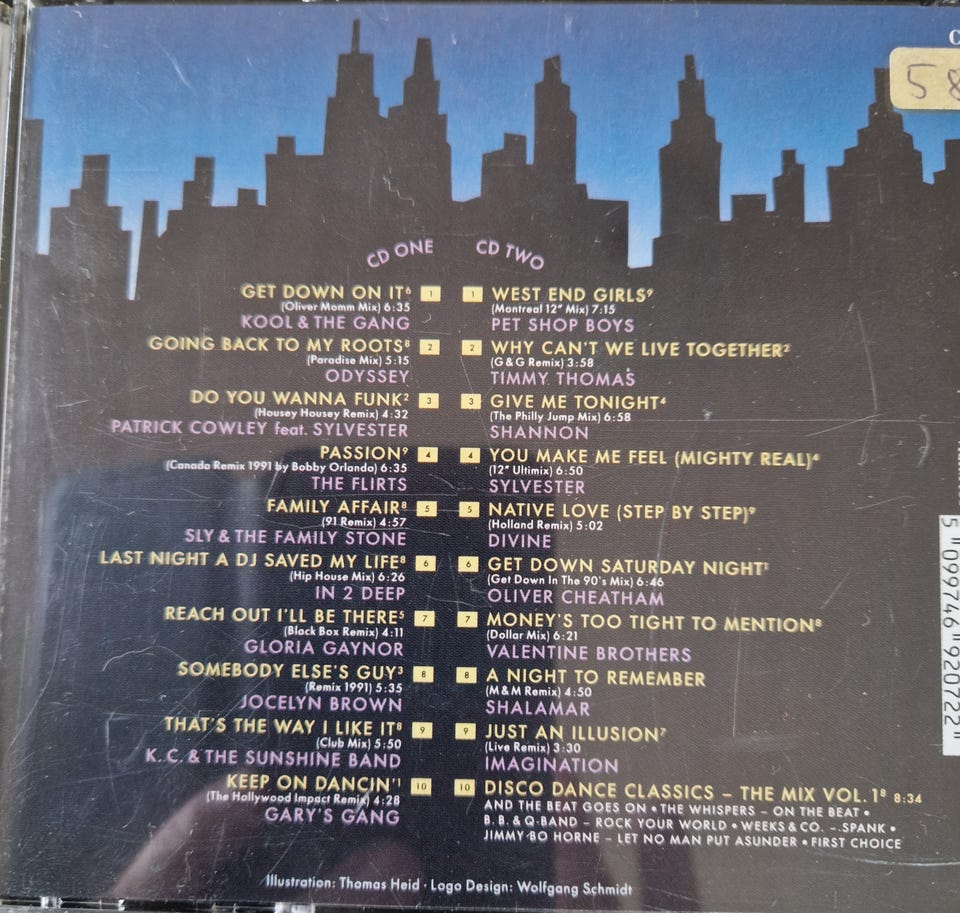 C
58
CD ONE
GET DOWN ON IT⁶ 1
(Oliver Momm Mix) 6:35
KOOL & THE GANG
GOING BACK TO MY ROOTS⁸ 2
(Paradise Mix) 5:15
ODYSSEY
DO YOU WANNA FUNK² 3
(Housey Housey Remix) 4:32
PATRICK COWLEY feat. SYLVESTER
PASSION⁹ 4
(Canada Remix 1991 by Bobby Orlando) 6:35
THE FLIRTS
FAMILY AFFAIR⁸ 5
(91 Remix) 4:57
SLY & THE FAMILY STONE
LAST NIGHT A DJ SAVED MY LIFE⁸ 6
(Hip House Mix) 6:26
IN 2 DEEP
REACH OUT I'LL BE THERE⁵ 7
(Black Box Remix) 4:11
GLORIA GAYNOR
SOMEBODY ELSE'S GUY³ 8
(Remix 1991) 5:35
JOCELYN BROWN
THAT'S THE WAY I LIKE IT⁸ 9
(Club Mix) 5:50
K.C. & THE SUNSHINE BAND
KEEP ON DANCIN'¹ 10
(The Hollywood Impact Remix) 4:28
GARY'S GANG
CD TWO
1 WEST END GIRLS⁹
(Montreal 12" Mix) 7:15
PET SHOP BOYS
2 WHY CAN'T WE LIVE TOGETHER²
(G&G Remix) 3:58
TIMMY THOMAS
3 GIVE ME TONIGHT⁴
(The Philly Jump Mix) 6:58
SHANNON
4 YOU MAKE ME FEEL (MIGHTY REAL)⁴
(12" Ultimix) 6:50
SYLVESTER
5 NATIVE LOVE (STEP BY STEP)⁹
(Holland Remix) 5:02
DIVINE
6 GET DOWN SATURDAY NIGHT¹
(Get Down In The 90's Mix) 6:46
OLIVER CHEATHAM
7 MONEY'S TOO TIGHT TO MENTION⁸
(Dollar Mix) 6:21
VALENTINE BROTHERS
8 A NIGHT TO REMEMBER
(M&M Remix) 4:50
SHALAMAR
9 JUST AN ILLUSION⁷
(Live Remix) 3:30
IMAGINATION
10 DISCO DANCE CLASSICS – THE MIX VOL. 1⁸ 8:34
AND THE BEAT GOES ON • THE WHISPERS – ON THE BEAT •
B. B. & Q-BAND – ROCK YOUR WORLD • WEEKS & CO. – SPANK •
JIMMY BO HORNE – LET NO MAN PUT ASUNDER • FIRST CHOICE
Illustration: Thomas Heid · Logo Design: Wolfgang Schmidt
5 099746 920722